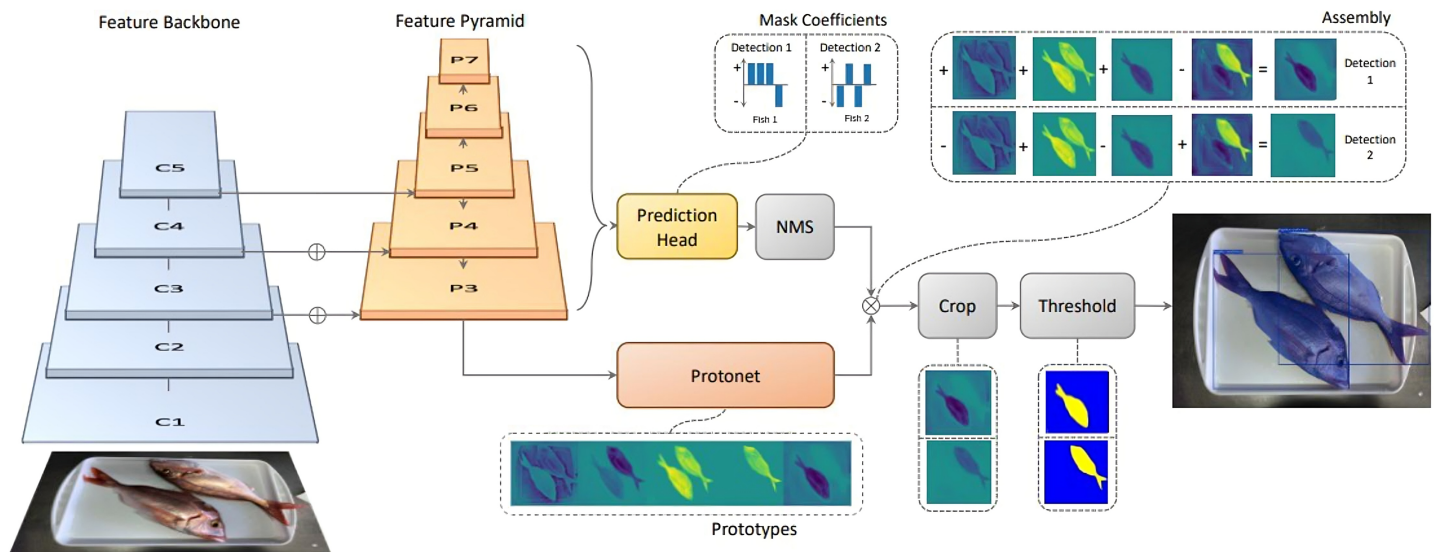 Feature Backbone
Feature Pyramid
Mask Coefficients
Assembly
Detection 1
Detection 2
+
-
Fish 1
+
-
Fish 2
+
+
+
-
=
Detection
1
-
+
-
+
=
Detection
2
P7
P6
P5
P4
P3
C5
C4
C3
C2
C1
Prediction
Head
NMS
Crop
Threshold
Protonet
Prototypes